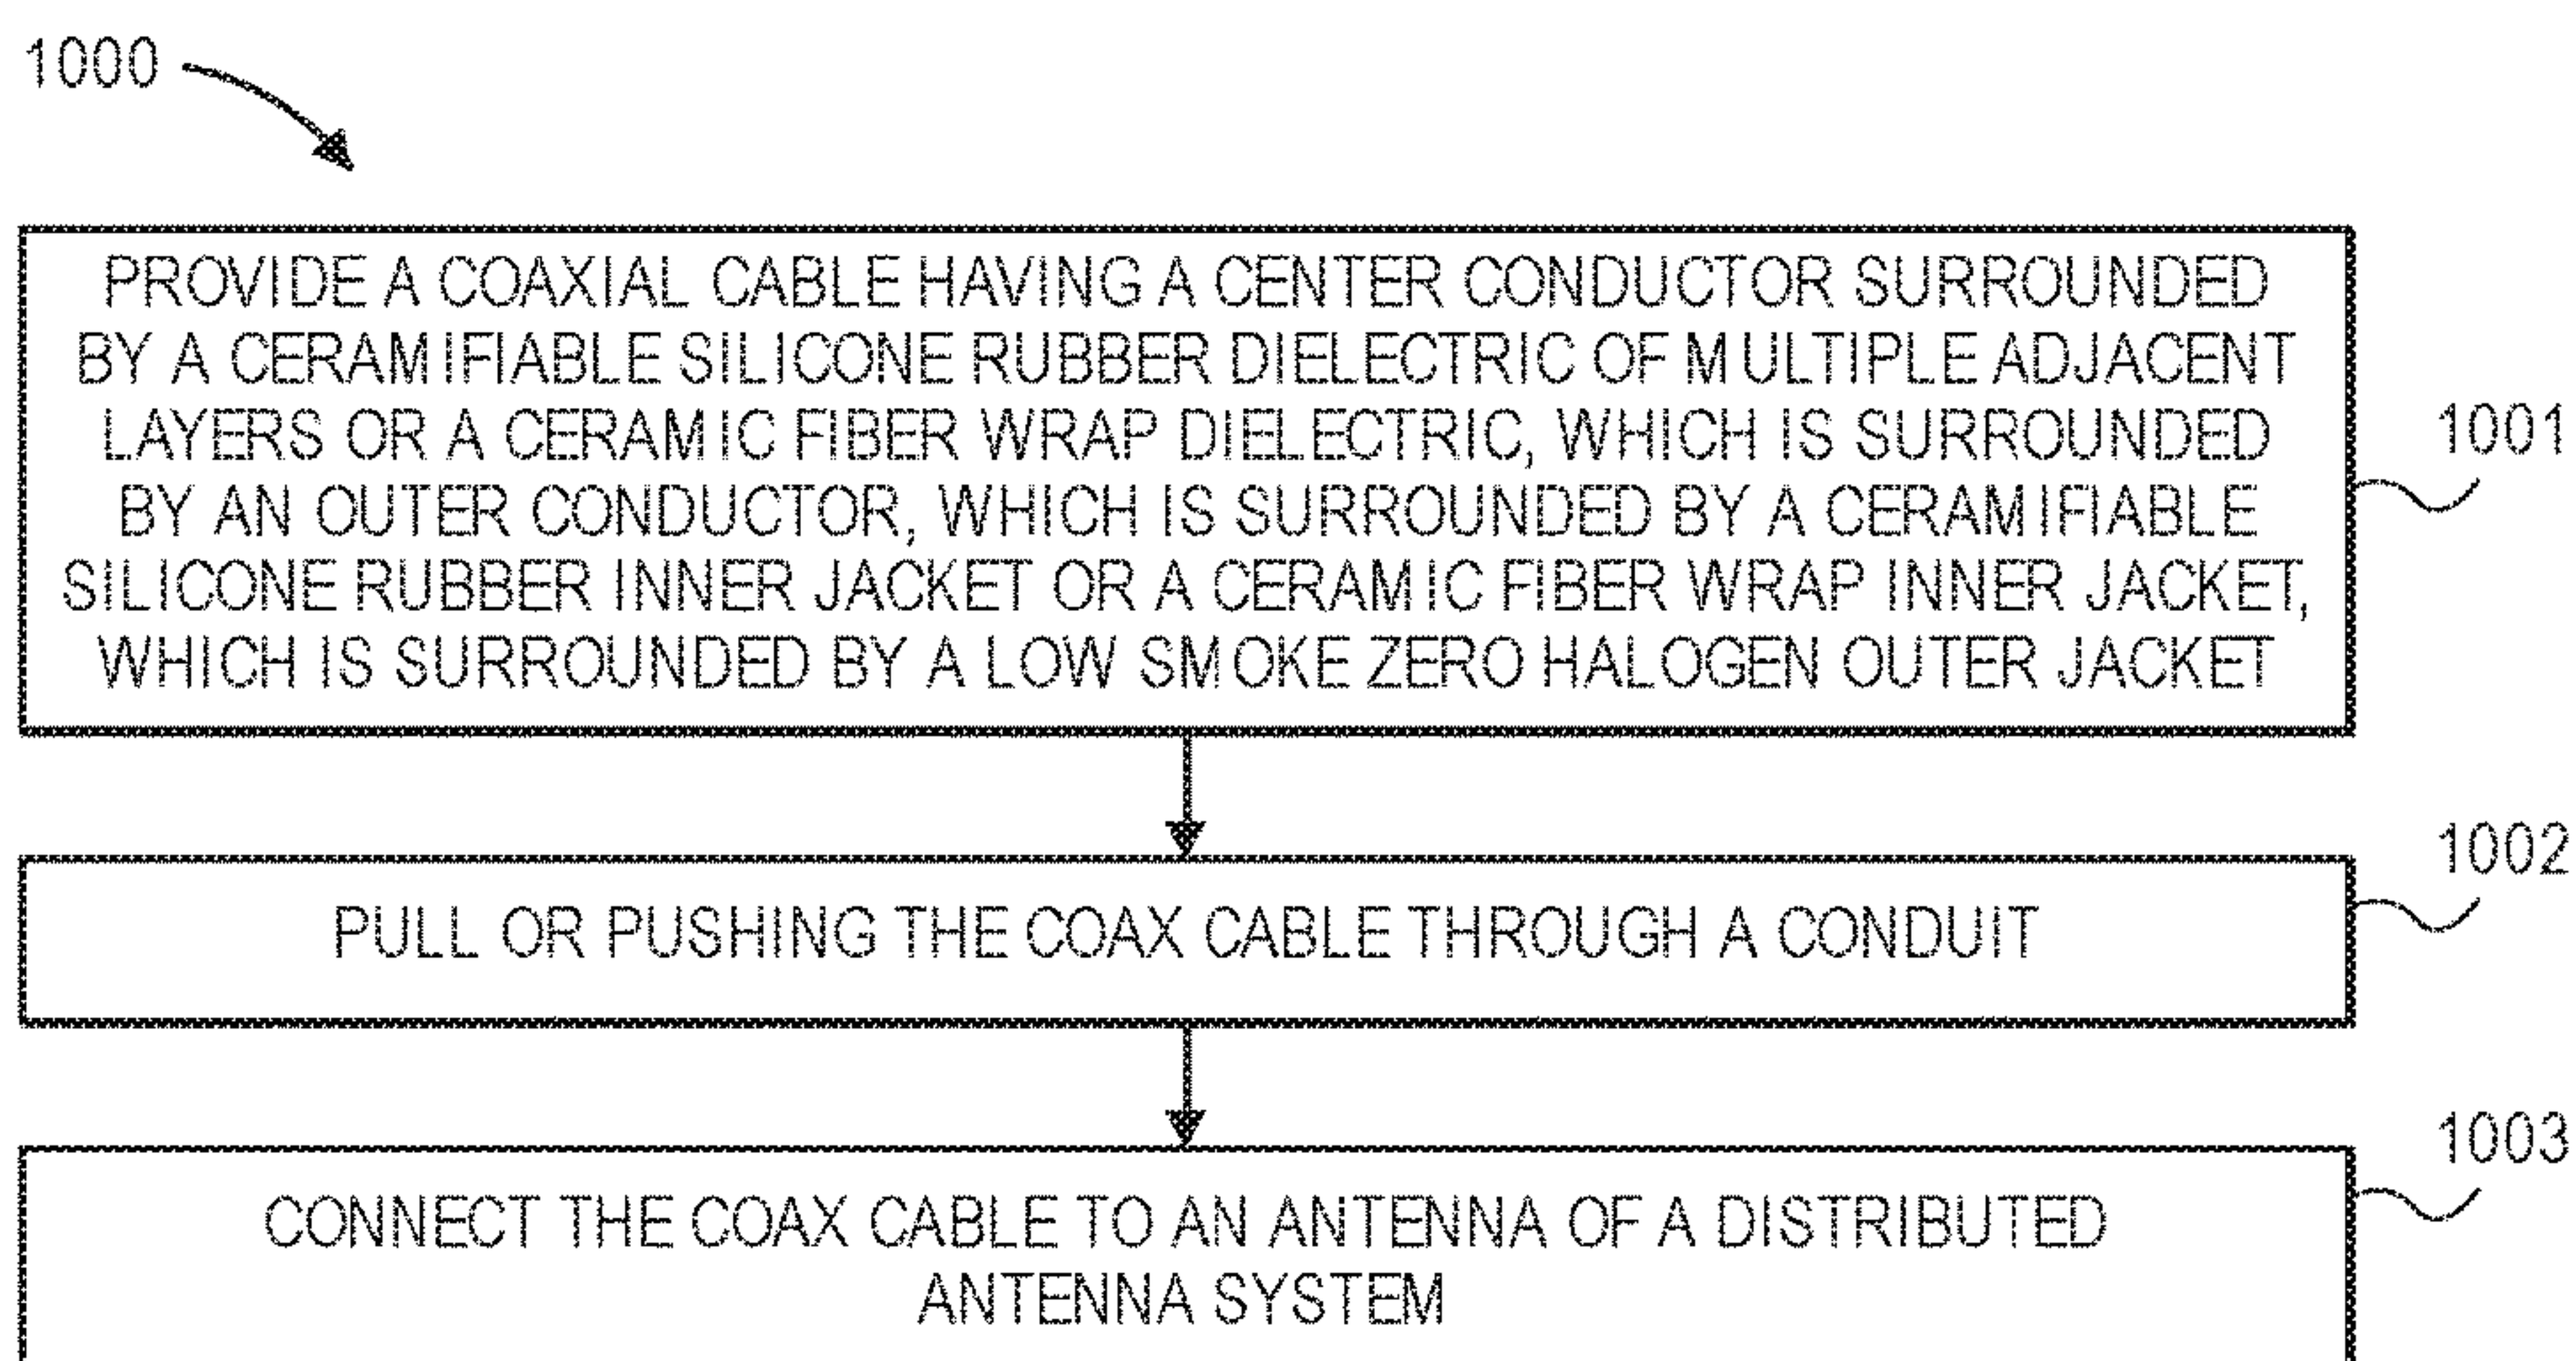 1000
PROVIDE A COAXIAL CABLE HAVING A CENTER CONDUCTOR SURROUNDED
BY A CERAMIFIABLE SILICONE RUBBER DIELECTRIC OF MULTIPLE ADJACENT
LAYERS OR A CERAMIC FIBER WRAP DIELECTRIC, WHICH IS SURROUNDED
BY AN OUTER CONDUCTOR, WHICH IS SURROUNDED BY A CERAMIFIABLE
SILICONE RUBBER INNER JACKET OR A CERAMIC FIBER WRAP INNER JACKET,
WHICH IS SURROUNDED BY A LOW SMOKE ZERO HALOGEN OUTER JACKET
1001
PULL OR PUSHING THE COAX CABLE THROUGH A CONDUIT
1002
CONNECT THE COAX CABLE TO AN ANTENNA OF A DISTRIBUTED
ANTENNA SYSTEM
1003